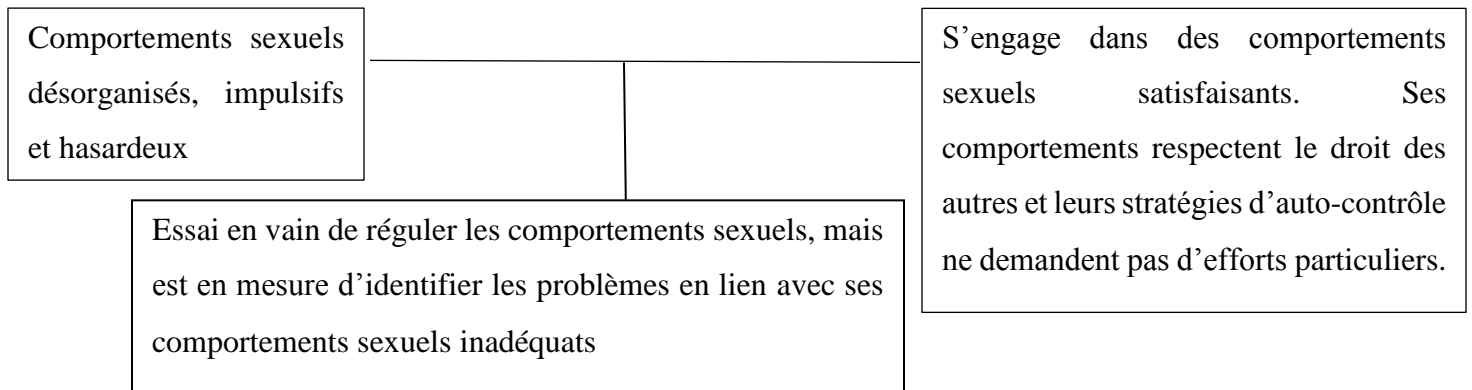 Comportements sexuels
désorganisés, impulsifs
et hasardeux
S’engage dans des comportements
sexuels satisfaisants. Ses
comportements respectent le droit des
autres et leurs stratégies d’auto-contrôle
ne demandent pas d’efforts particuliers.
Essai en vain de réguler les comportements sexuels, mais
est en mesure d’identifier les problèmes en lien avec ses
comportements sexuels inadéquats